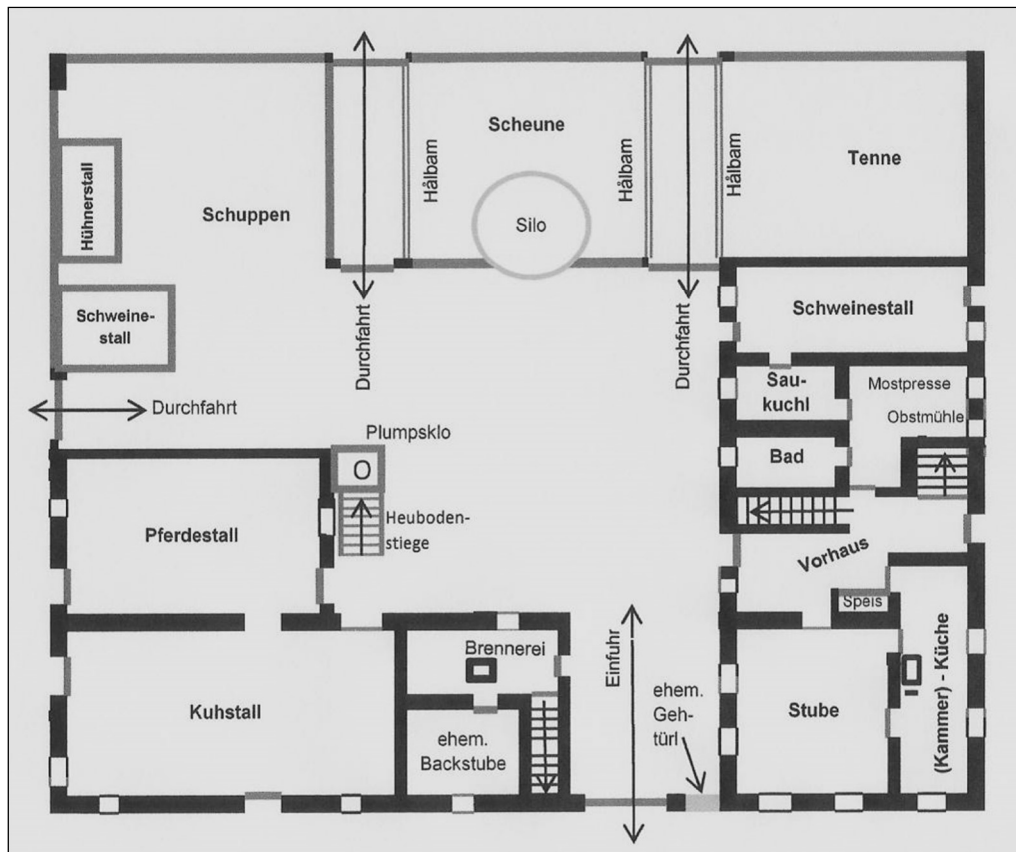 Scheune
Hålbam
Hålbam
Hålbam
Tenne
Hühnerstall
Schuppen
Silo
Schweine-
stall
Durchfahrt
Durchfahrt
Schweinestall
Durchfahrt
Sau-
kuchl
Mostpresse
Obstmühle
Plumpsklo
O
Bad
Pferdestall
Heuboden-
stiege
Vorhaus
Speis
Brennerei
Einfuhr
ehem.
Geh-
türl
Kuhstall
ehem.
Backstube
Stube
(Kammer) - Küche